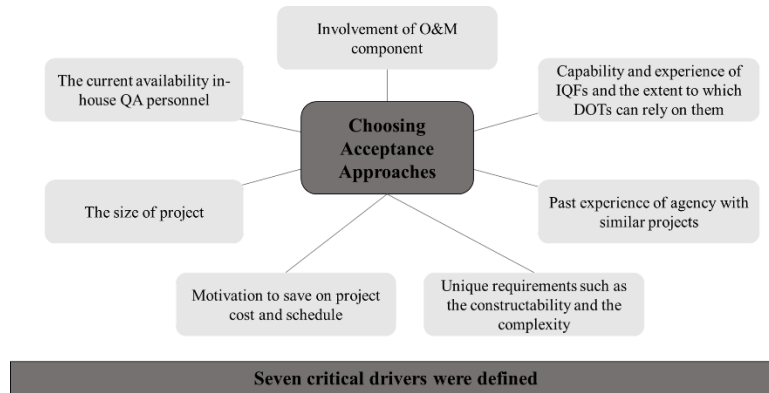 Involvement of O&M
component
The current availability in-
house QA personnel
Capability and experience of
IQFs and the extent to which
DOTs can rely on them
Choosing
Acceptance
Approaches
The size of project
Past experience of agency with
similar projects
Motivation to save on project
cost and schedule
Unique requirements such as
the constructability and the
complexity
Seven critical drivers were defined